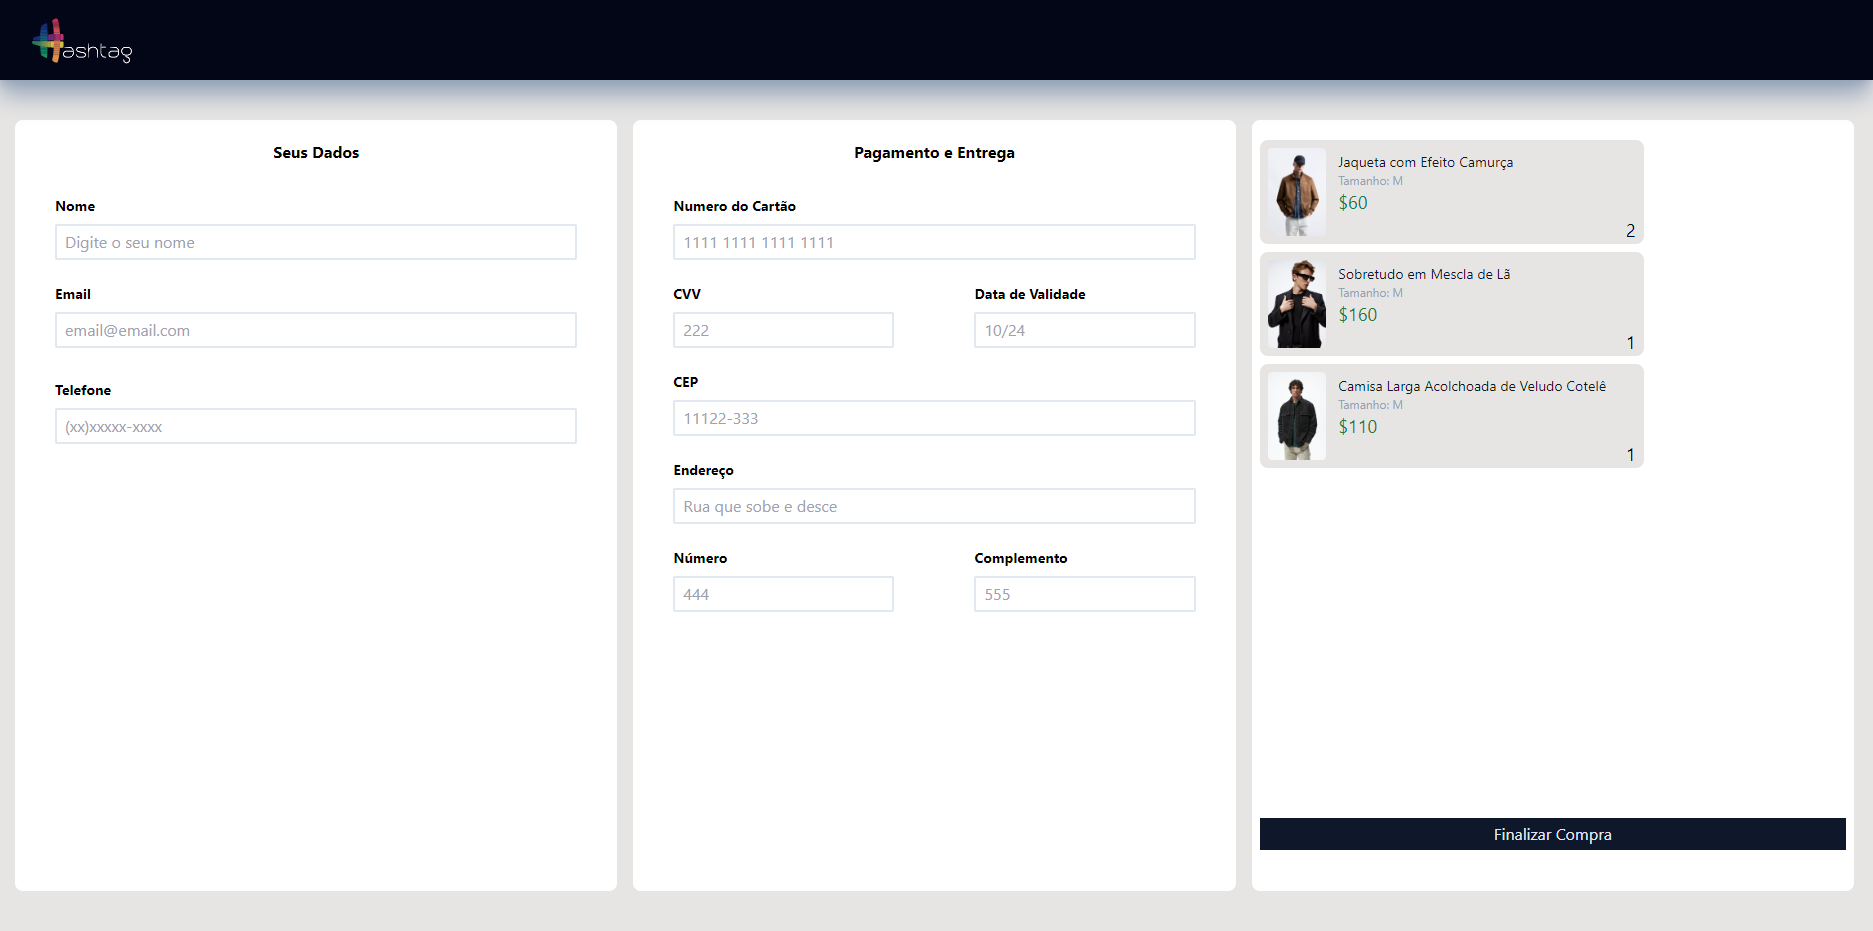 Hashtag
Seus Dados
Nome
Digite o seu nome
Email
email@email.com
Telefone
(xx)xxxxx-xxxx
Pagamento e Entrega
Numero do Cartão
1111 1111 1111 1111
CVV
Data de Validade
222
10/24
CEP
11122-333
Endereço
Rua que sobe e desce
Número
Complemento
444
555
Jaqueta com Efeito Camurça
Tamanho: M
$60
2
Sobretudo em Mescla de Lã
Tamanho: M
$160
1
Camisa Larga Acolchoada de Veludo Cotelê
Tamanho: M
$110
1
Finalizar Compra